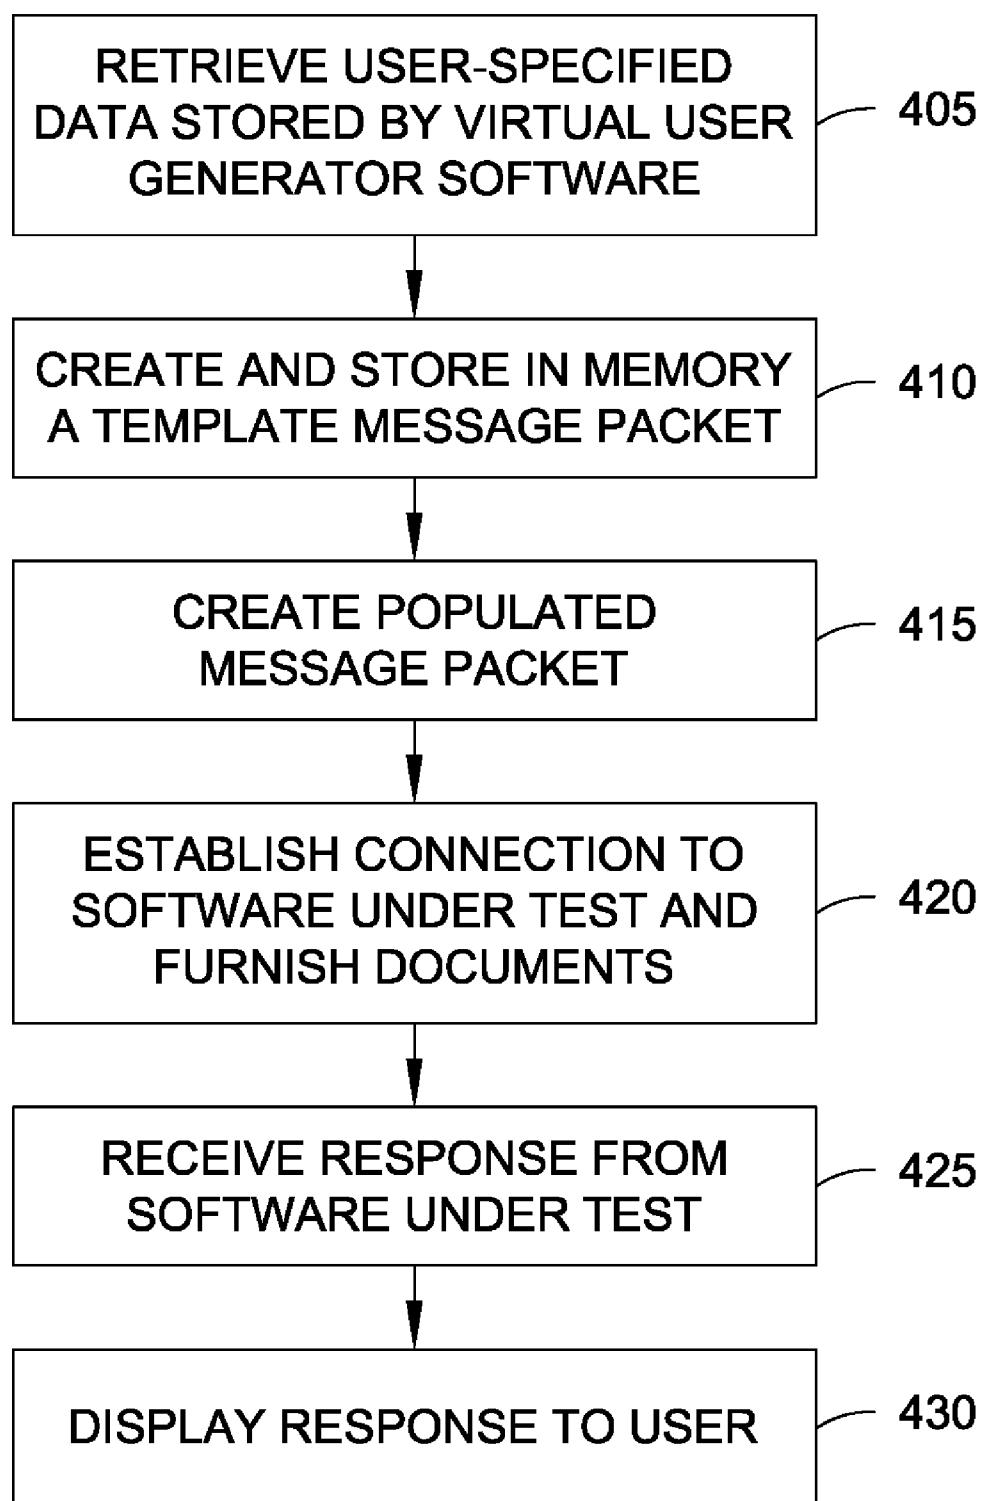 RETRIEVE USER-SPECIFIED
DATA STORED BY VIRTUAL USER
GENERATOR SOFTWARE
405
CREATE AND STORE IN MEMORY
A TEMPLATE MESSAGE PACKET
410
CREATE POPULATED
MESSAGE PACKET
415
ESTABLISH CONNECTION TO
SOFTWARE UNDER TEST AND
FURNISH DOCUMENTS
420
RECEIVE RESPONSE FROM
SOFTWARE UNDER TEST
425
DISPLAY RESPONSE TO USER
430